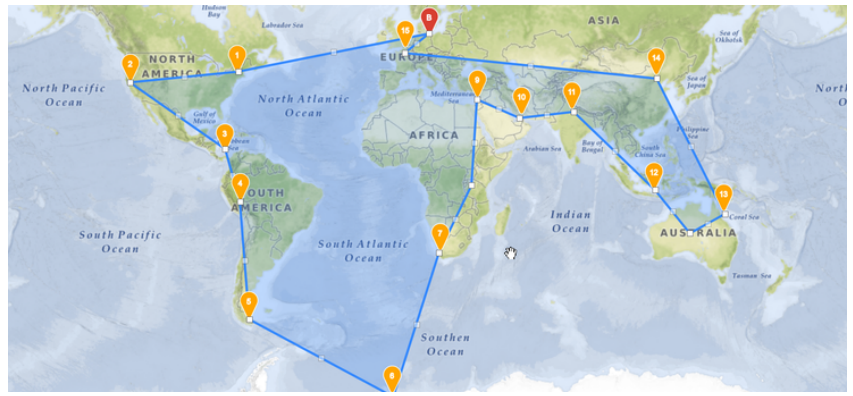 Hudson
Bay
Labrador Sea
15
B
ASIA
Sea of
Okhotsk
1
2
NORTH
AMERICA
EUROPE
14
9
10
11
Sea of
Japan
North Pacific
Ocean
North Atlantic
Ocean
Mediterranean
Sea
North
Oc
Gulf of
Mexico
3
AFRICA
Philippine
Sea
Arabian Sea
Bay of
Bengal
South
China Sea
4
SOUTH
AMERICA
12
13
Coral Sea
South Pacific
Ocean
South Atlantic
Ocean
Indian
Ocean
7
AUSTRALIA
Tasman Sea
5
Southen
Ocean
6